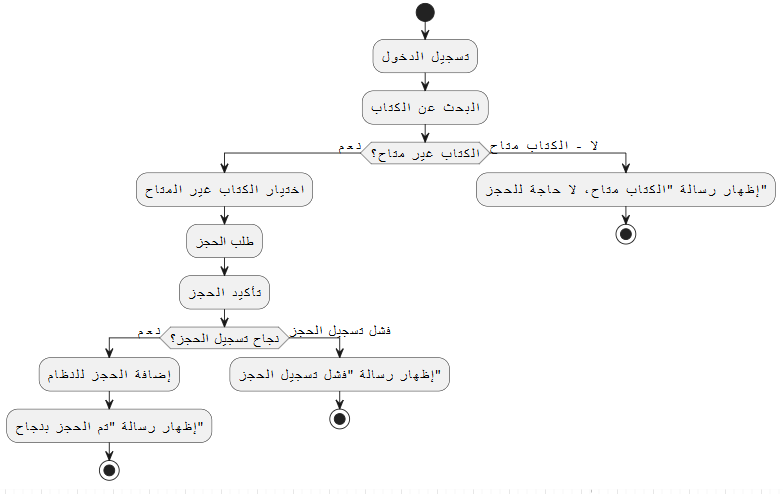 تسجيل الدخول
البحث عن الكتاب
الكتاب غير متاح؟
نعم
لا - الكتاب متاح
اختيار الكتاب غير المتاح
إظهار رسالة "الكتاب متاح، لا حاجة للحجز"
طلب الحجز
تأكيد الحجز
نجاح تسجيل الحجز؟
نعم
فشل تسجيل الحجز
إضافة الحجز للنظام
إظهار رسالة "فشل تسجيل الحجز"
إظهار رسالة "تم الحجز بنجاح"